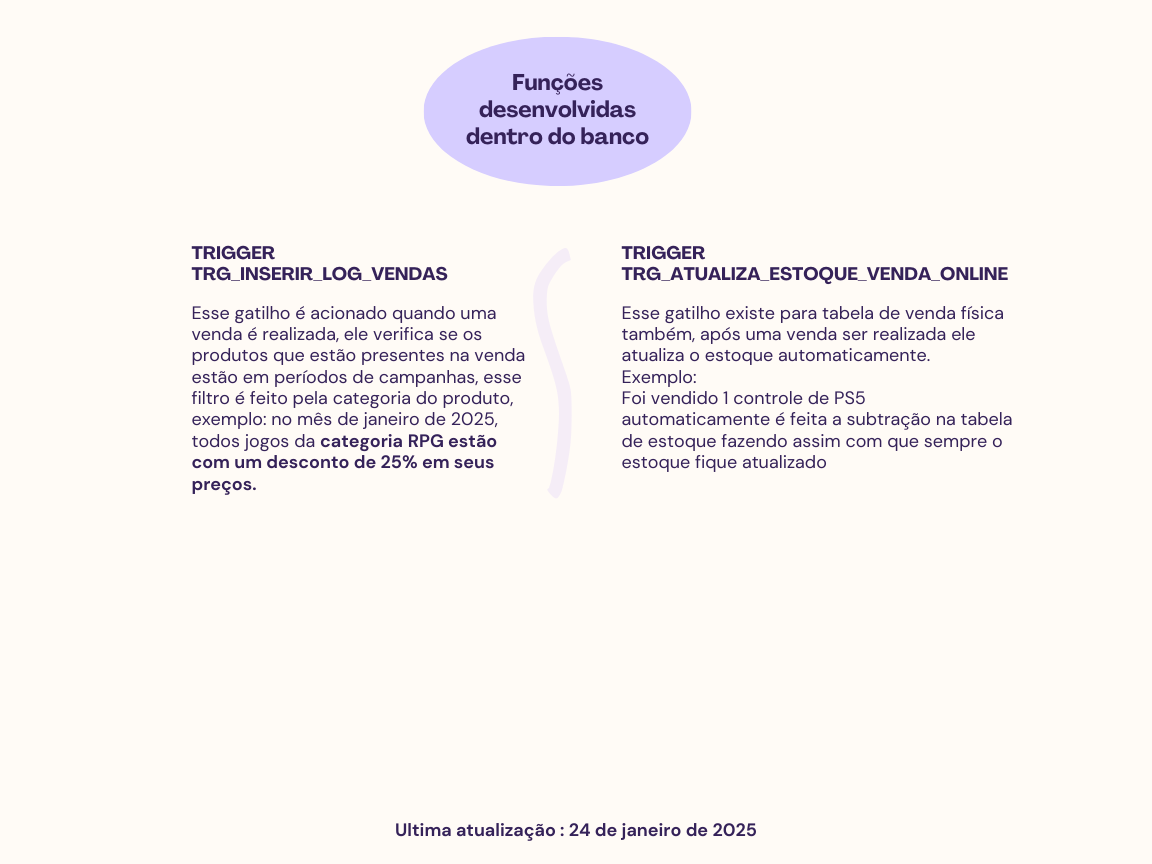 Funções
desenvolvidas
dentro do banco
TRIGGER
TRG_INSERIR_LOG_VENDAS
Esse gatilho é acionado quando uma
venda é realizada, ele verifica se os
produtos que estão presentes na venda
estão em períodos de campanhas, esse
filtro é feito pela categoria do produto,
exemplo: no mês de janeiro de 2025,
todos jogos da categoria RPG estão
com um desconto de 25% em seus
preços.
TRIGGER
TRG_ATUALIZA_ESTOQUE_VENDA_ONLINE
Esse gatilho existe para tabela de venda física
também, após uma venda ser realizada ele
atualiza o estoque automaticamente.
Exemplo:
Foi vendido 1 controle de PS5
automaticamente é feita a subtração na tabela
de estoque fazendo assim com que sempre o
estoque fique atualizado
Ultima atualização : 24 de janeiro de 2025